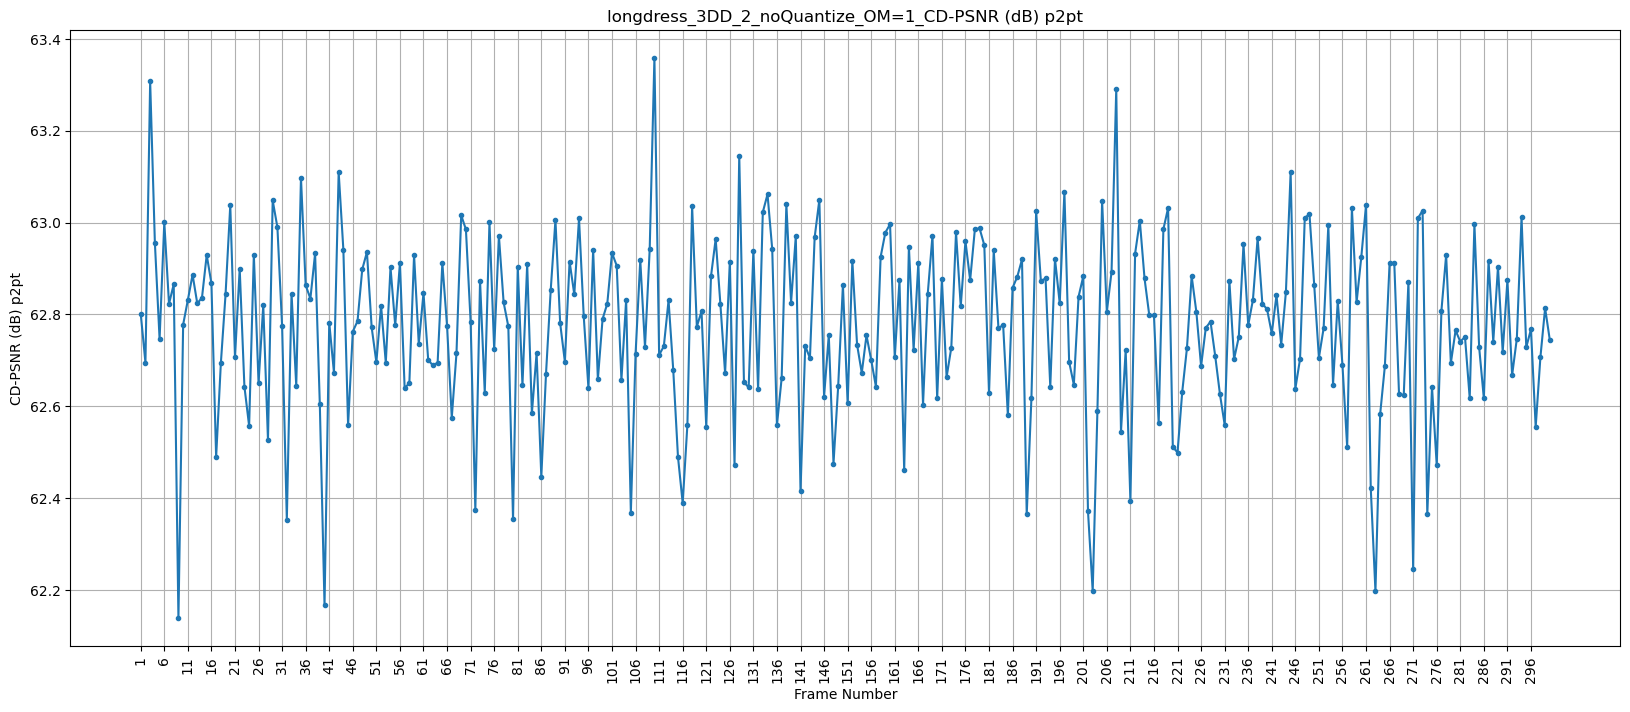 longdress_3DD_2_noQuantize_OM=1_CD-PSNR (dB) p2pt
63.4
63.2
63.0
62.8
62.6
62.4
62.2
CD-PSNR (dB) p2pt
1 6 11 16 21 26 31 36 41 46 51 56 61 66 71 76 81 86 91 96 101 106 111 116 121 126 131 136 141 146 151 156 161 166 171 176 181 186 191 196 201 206 211 216 221 226 231 236 241 246 251 256 261 266 271 276 281 286 291 296
Frame Number